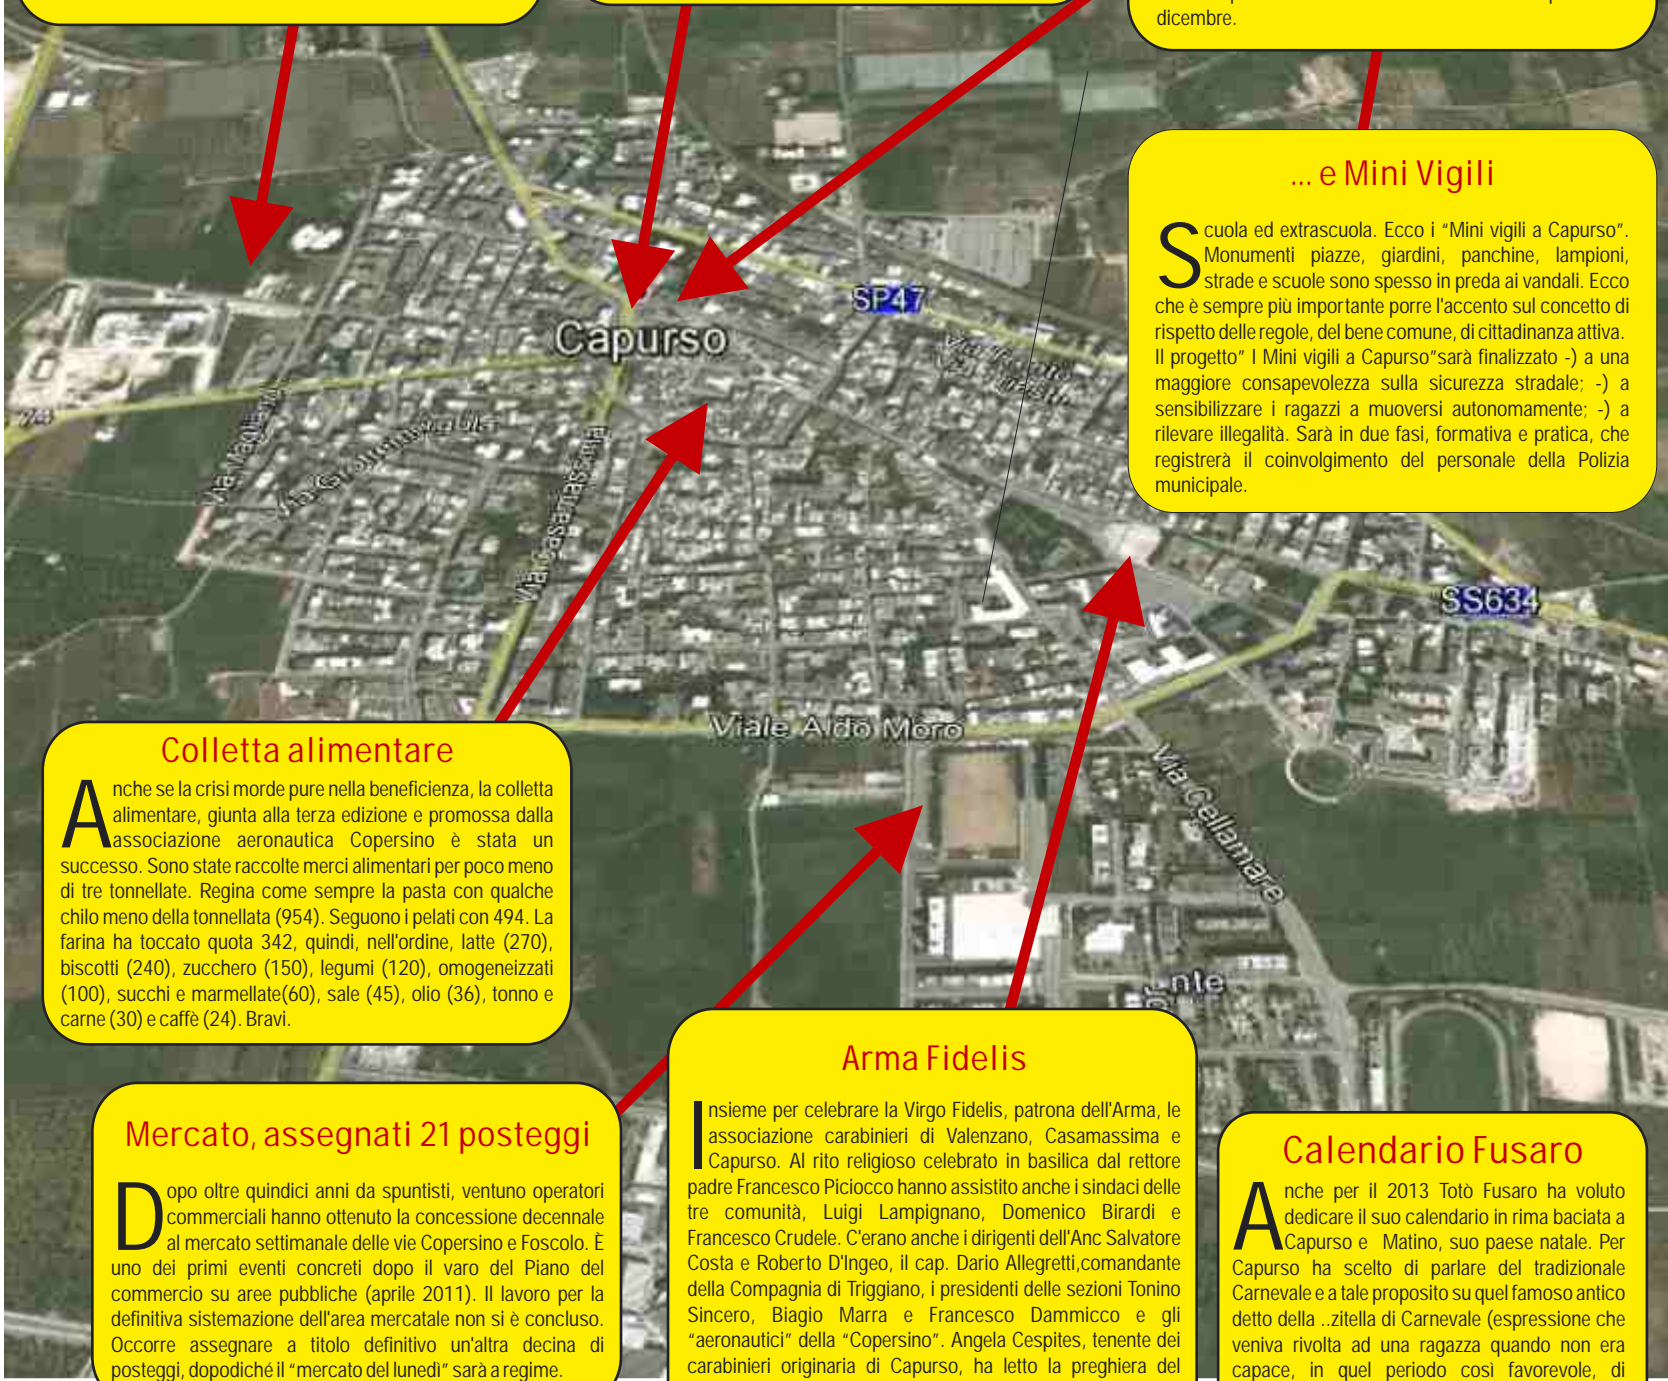 dicembre.
... e Mini Vigili
Scuola ed extrascuola. Ecco i “Mini vigili a Capurso”.
Monumenti piazze, giardini, panchine, lampioni,
strade e scuole sono spesso in preda ai vandali. Ecco
che è sempre più importante porre l'accento sul concetto di
rispetto delle regole, del bene comune, di cittadinanza attiva.
Il progetto” I Mini vigili a Capurso”sarà finalizzato -) a una
maggiore consapevolezza sulla sicurezza stradale; -) a
sensibilizzare i ragazzi a muoversi autonomamente; -) a
rilevare illegalità. Sarà in due fasi, formativa e pratica, che
registrerà il coinvolgimento del personale della Polizia
municipale.
SP47
Capurso
74
Via Casamassima
SS634
Viale Aldo Moro
Via Cellamare
Colletta alimentare
Anche se la crisi morde pure nella beneficienza, la colletta
alimentare, giunta alla terza edizione e promossa dalla
associazione aeronautica Copersino è stata un
successo. Sono state raccolte merci alimentari per poco meno
di tre tonnellate. Regina come sempre la pasta con qualche
chilo meno della tonnellata (954). Seguono i pelati con 494. La
farina ha toccato quota 342, quindi, nell'ordine, latte (270),
biscotti (240), zucchero (150), legumi (120), omogeneizzati
(100), succhi e marmellate(60), sale (45), olio (36), tonno e
carne (30) e caffè (24). Bravi.
Mercato, assegnati 21 posteggi
Dopo oltre quindici anni da spuntisti, ventuno operatori
commerciali hanno ottenuto la concessione decennale
al mercato settimanale delle vie Copersino e Foscolo. È
uno dei primi eventi concreti dopo il varo del Piano del
commercio su aree pubbliche (aprile 2011). Il lavoro per la
definitiva sistemazione dell'area mercatale non si è concluso.
Occorre assegnare a titolo definitivo un'altra decina di
posteggi, dopodiché il “mercato del lunedì” sarà a regime.
Arma Fidelis
Insieme per celebrare la Virgo Fidelis, patrona dell'Arma, le
associazione carabinieri di Valenzano, Casamassima e
Capurso. Al rito religioso celebrato in basilica dal rettore
padre Francesco Piciocco hanno assistito anche i sindaci delle
tre comunità, Luigi Lampignano, Domenico Birardi e
Francesco Crudele. C'erano anche i dirigenti dell'Anc Salvatore
Costa e Roberto D'Ingeo, il cap. Dario Allegretti,comandante
della Compagnia di Triggiano, i presidenti delle sezioni Tonino
Sincero, Biagio Marra e Francesco Dammicco e gli
“aeronautici” della “Copersino”. Angela Cespites, tenente dei
carabinieri originaria di Capurso, ha letto la preghiera del
Calendario Fusaro
Anche per il 2013 Totò Fusaro ha voluto
dedicare il suo calendario in rima baciata a
Capurso e Matino, suo paese natale. Per
Capurso ha scelto di parlare del tradizionale
Carnevale e a tale proposito su quel famoso antico
detto della ..zitella di Carnevale (espressione che
veniva rivolta ad una ragazza quando non era
capace, in quel periodo così favorevole, di